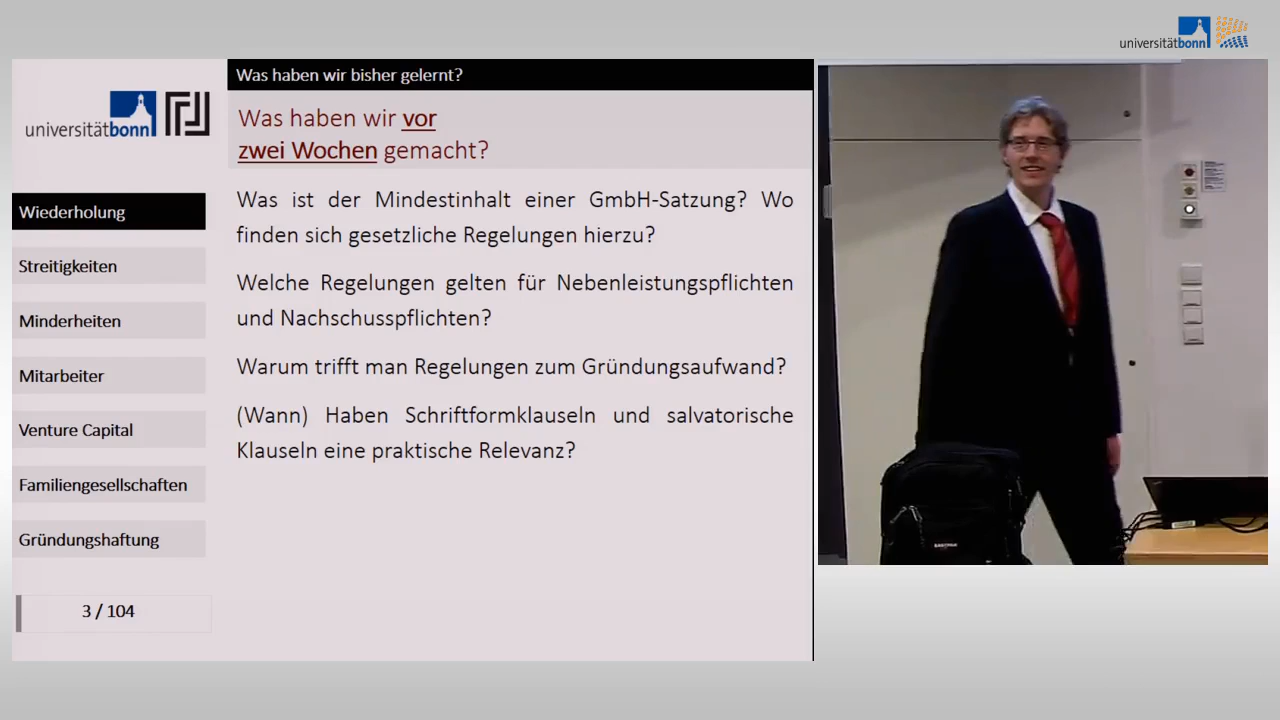 universitätbonn
Was haben wir bisher gelernt?
universitätbonn
Was haben wir vor
zwei Wochen gemacht?
Wiederholung
Streitigkeiten
Minderheiten
Mitarbeiter
Venture Capital
Familiengesellschaften
Gründungshaftung
3 / 104
Was ist der Mindestinhalt einer GmbH-Satzung? Wo
finden sich gesetzliche Regelungen hierzu?
Welche Regelungen gelten für Nebenleistungspflichten
und Nachschusspflichten?
Warum trifft man Regelungen zum Gründungsaufwand?
(Wann) Haben Schriftformklauseln und salvatorische
Klauseln eine praktische Relevanz?
EASTPAK